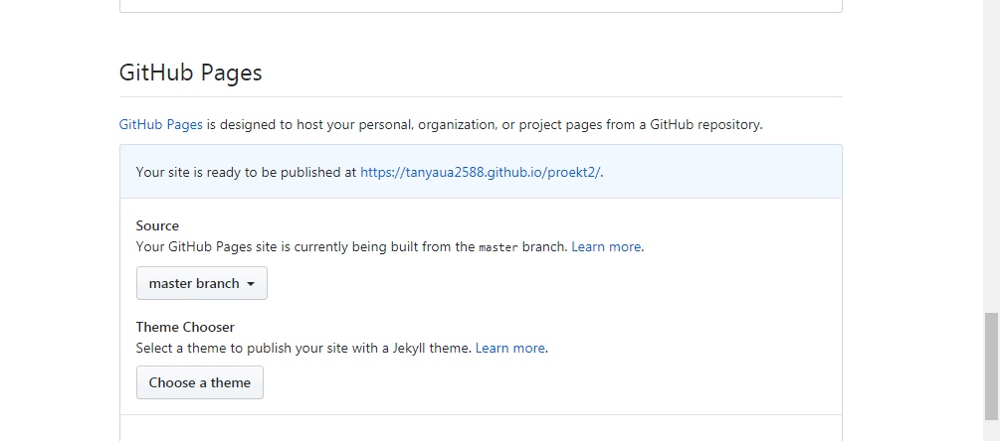 GitHub Pages
GitHub Pages is designed to host your personal, organization, or project pages from a GitHub repository.
Your site is ready to be published at https://tanyaua2588.github.io/proekt2/.
Source
Your GitHub Pages site is currently being built from the master branch. Learn more.
master branch
Theme Chooser
Select a theme to publish your site with a Jekyll theme. Learn more.
Choose a theme